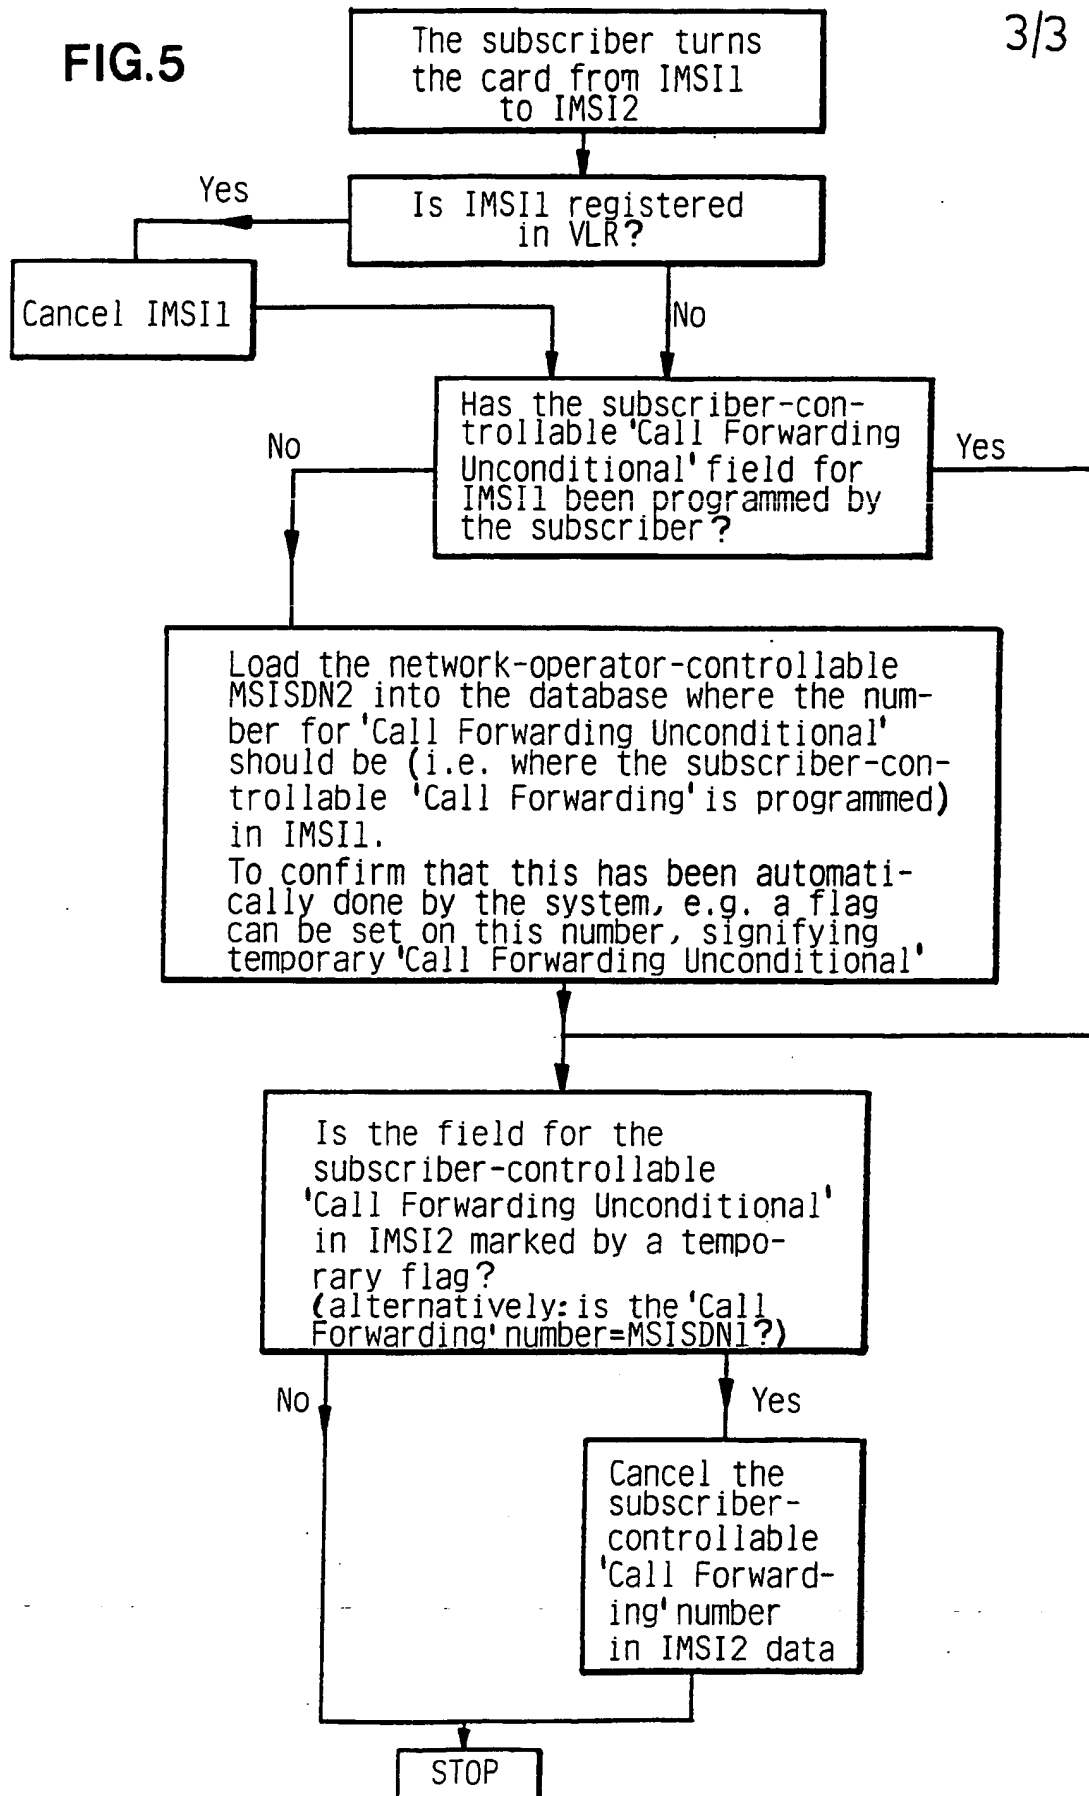 FIG.5
3/3
The subscriber turns
the card from IMSI1
to IMSI2
Yes
Is IMSI1 registered
in VLR?
Cancel IMSI1
No
Has the subscriber-con-
trollable 'Call Forwarding
Unconditional' field for
IMSI1 been programmed by
the subscriber?
No
Yes
Load the network-operator-controllable
MSISDN2 into the database where the num-
ber for 'Call Forwarding Unconditional'
should be (i.e. where the subscriber-con-
trollable 'Call Forwarding' is programmed)
in IMSI1.
To confirm that this has been automati-
cally done by the system, e.g. a flag
can be set on this number, signifying
temporary 'Call Forwarding Unconditional'
Is the field for the
subscriber-controllable
'Call Forwarding Unconditional'
in IMSI2 marked by a tempo-
rary flag?
(alternatively: is the 'Call
Forwarding' number=MSISDN1?)
No
Yes
Cancel the
subscriber-
controllable
'Call Forward-
ing' number
in IMSI2 data
STOP